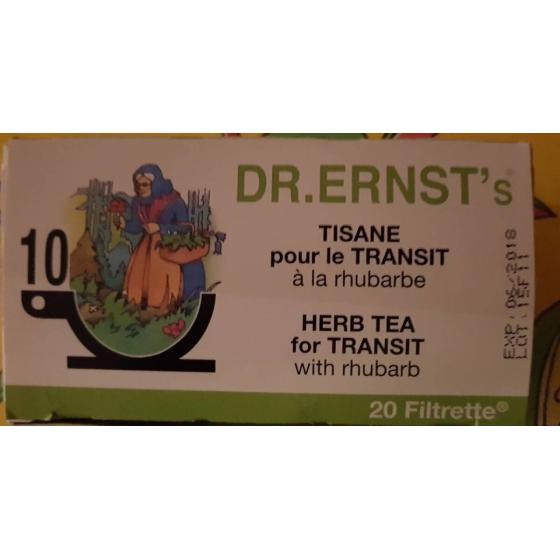 DR.ERNST's®
10
TISANE
pour le TRANSIT
à la rhubarbe
HERB TEA
for TRANSIT
with rhubarb
20 Filtrette®
EXP. 06/2018